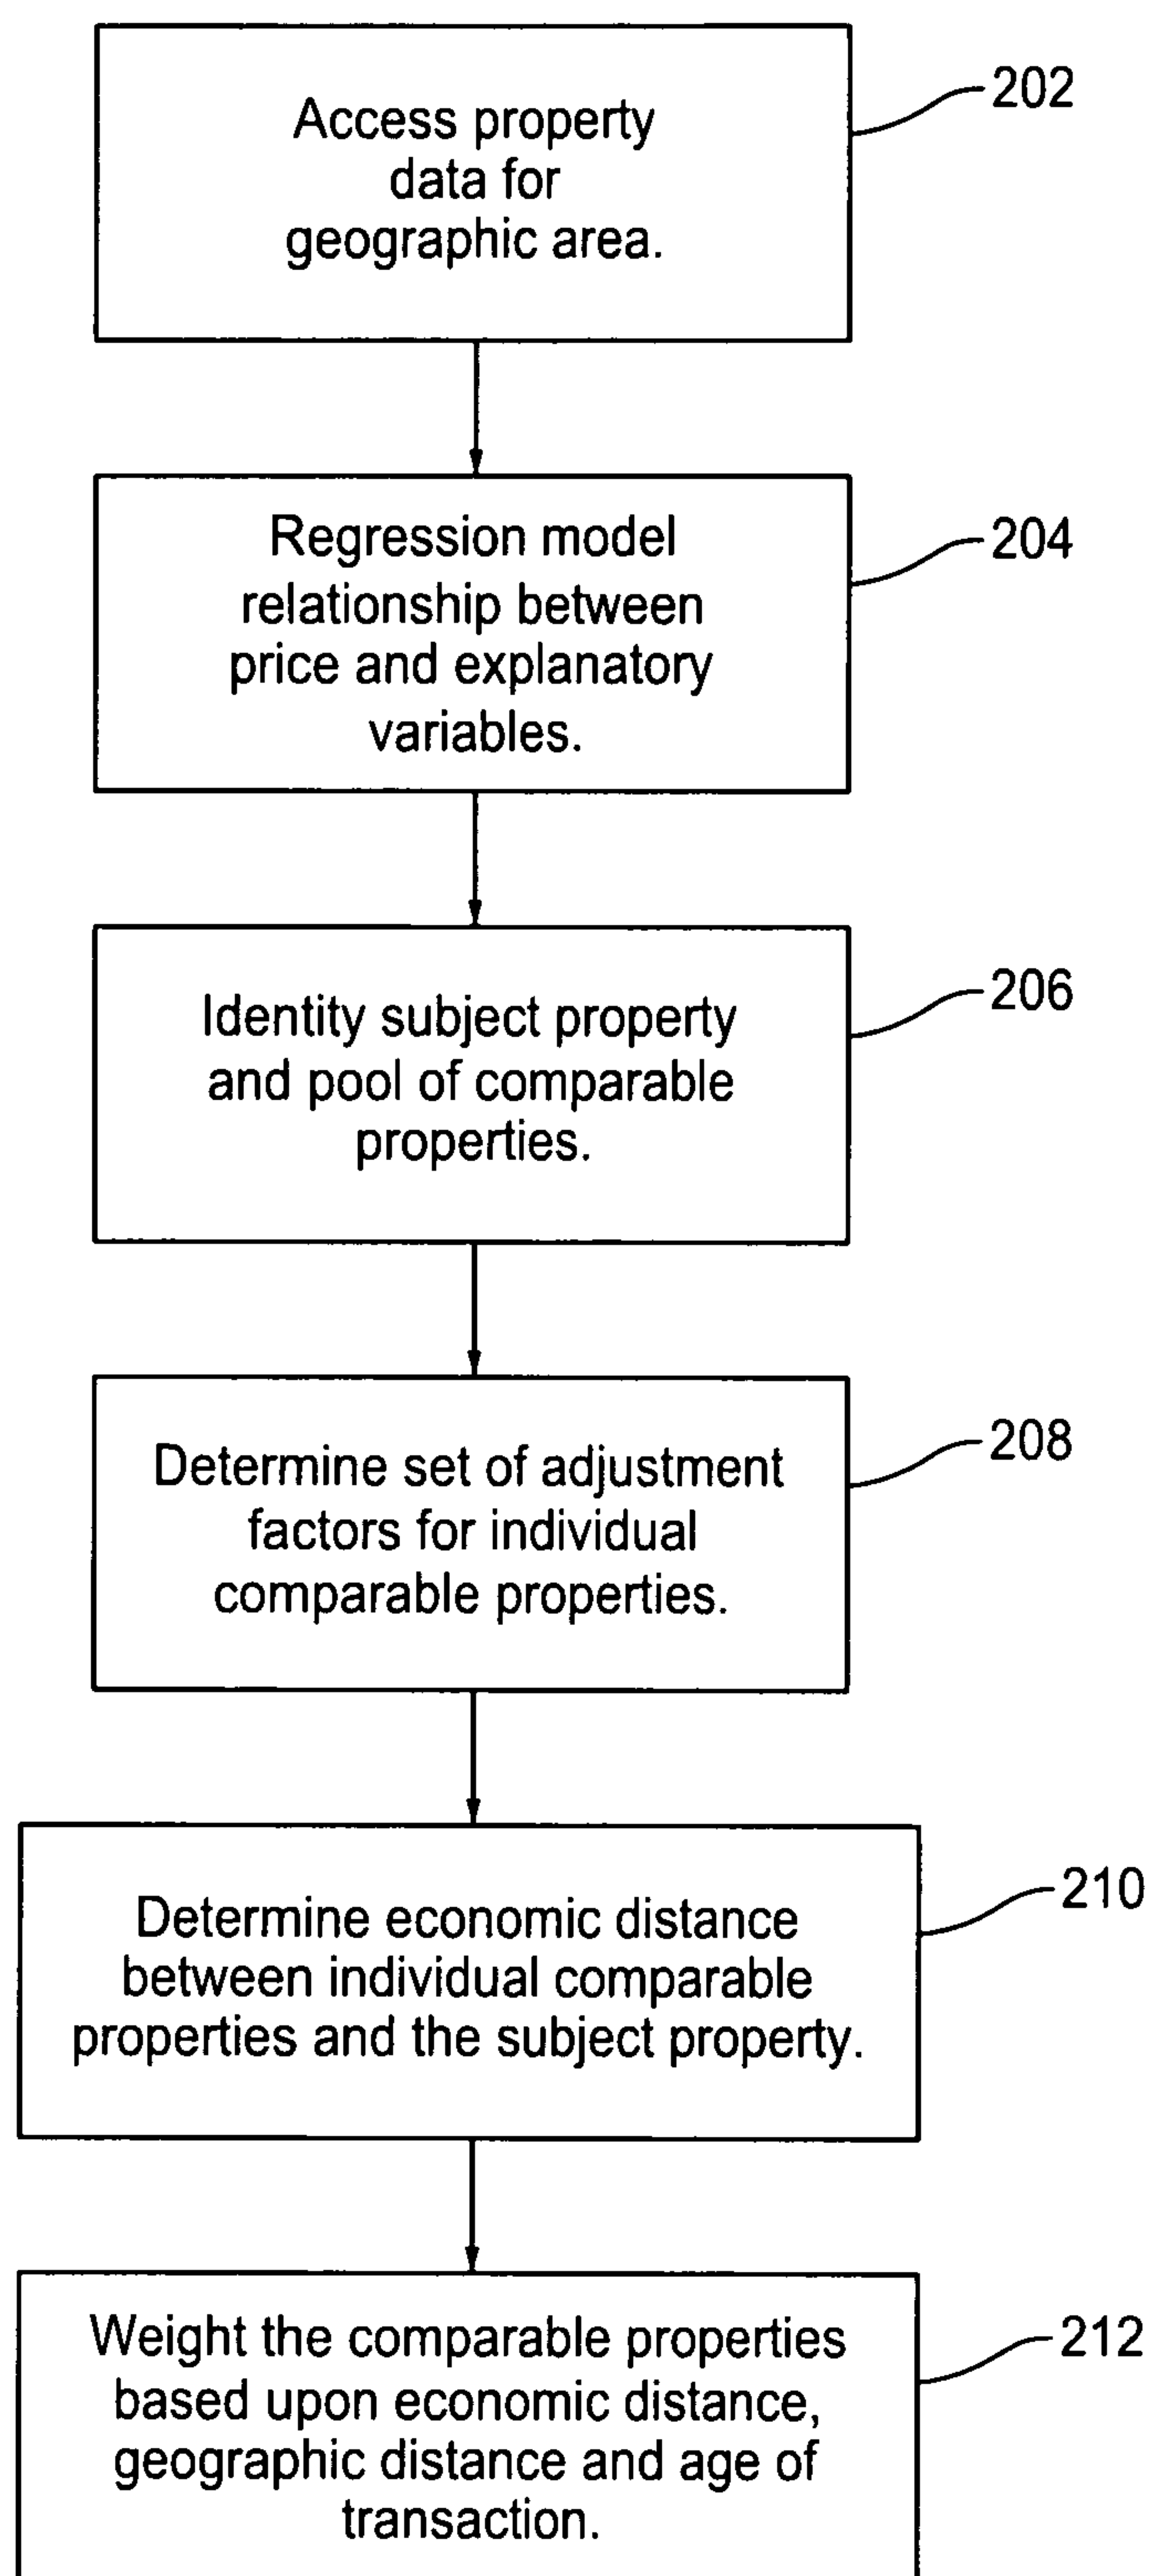 Access property
data for
geographic area.
202
Regression model
relationship between
price and explanatory
variables.
204
Identity subject property
and pool of comparable
properties.
206
Determine set of adjustment
factors for individual
comparable properties.
208
Determine economic distance
between individual comparable
properties and the subject property.
210
Weight the comparable properties
based upon economic distance,
geographic distance and age of
transaction.
212